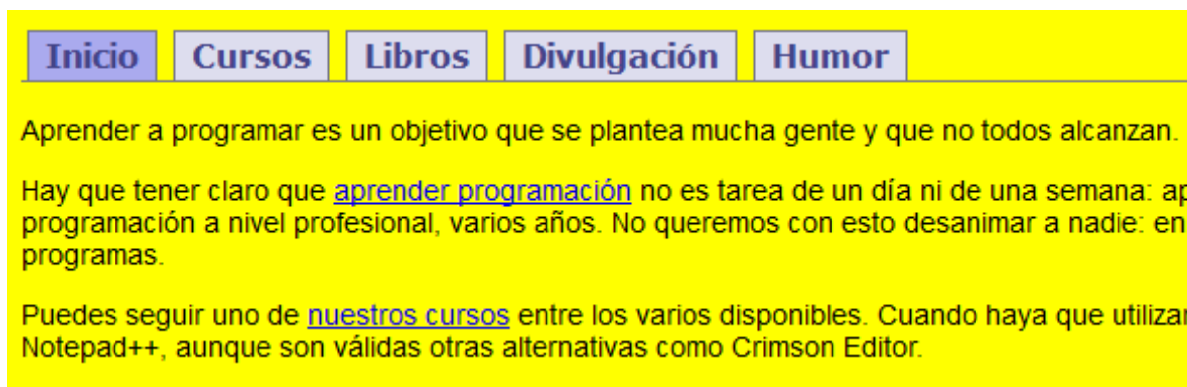 Inicio Cursos Libros Divulgación Humor
Aprender a programar es un objetivo que se plantea mucha gente y que no todos alcanzan.
Hay que tener claro que aprender programación no es tarea de un día ni de una semana: ap
programación a nivel profesional, varios años. No queremos con esto desanimar a nadie: en
programas.
Puedes seguir uno de nuestros cursos entre los varios disponibles. Cuando haya que utilizar
Notepad++, aunque son válidas otras alternativas como Crimson Editor.